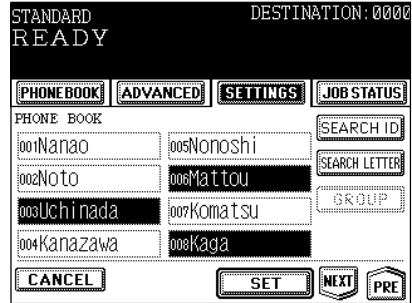 STANDARD DESTINATION:0000
READY
PHONE BOOK ADVANCED SETTINGS JOB STATUS
PHONE BOOK
SEARCH ID
001Nanao 005Nonoshi
SEARCH LETTER
002Noto 006Mattou
GROUP
003Uchinada 007Komatsu
004Kanazawa 008Kaga
CANCEL SET NEXT PRE